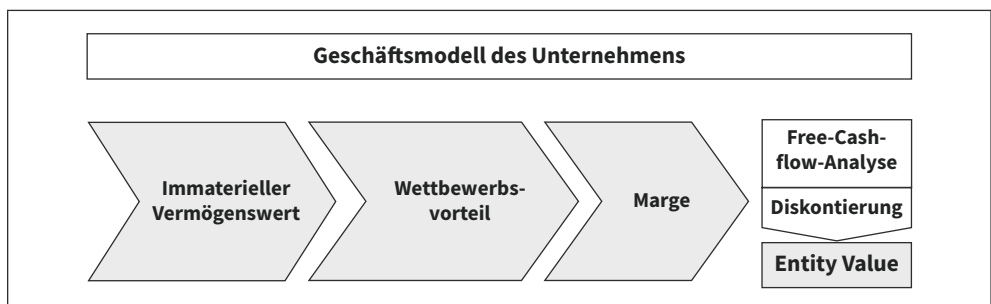 Geschäftsmodell des Unternehmens
Immaterieller
Vermögenswert
Wettbewerbs-
vorteil
Marge
Free-Cash-
flow-Analyse
Diskontierung
Entity Value